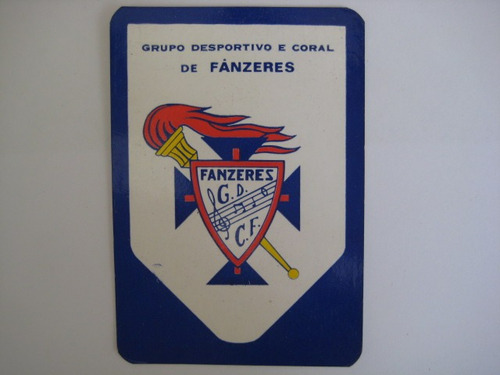 GRUPO DESPORTIVO E CORAL
DE FÂNZERES
FANZERES
G. D.
C. F.